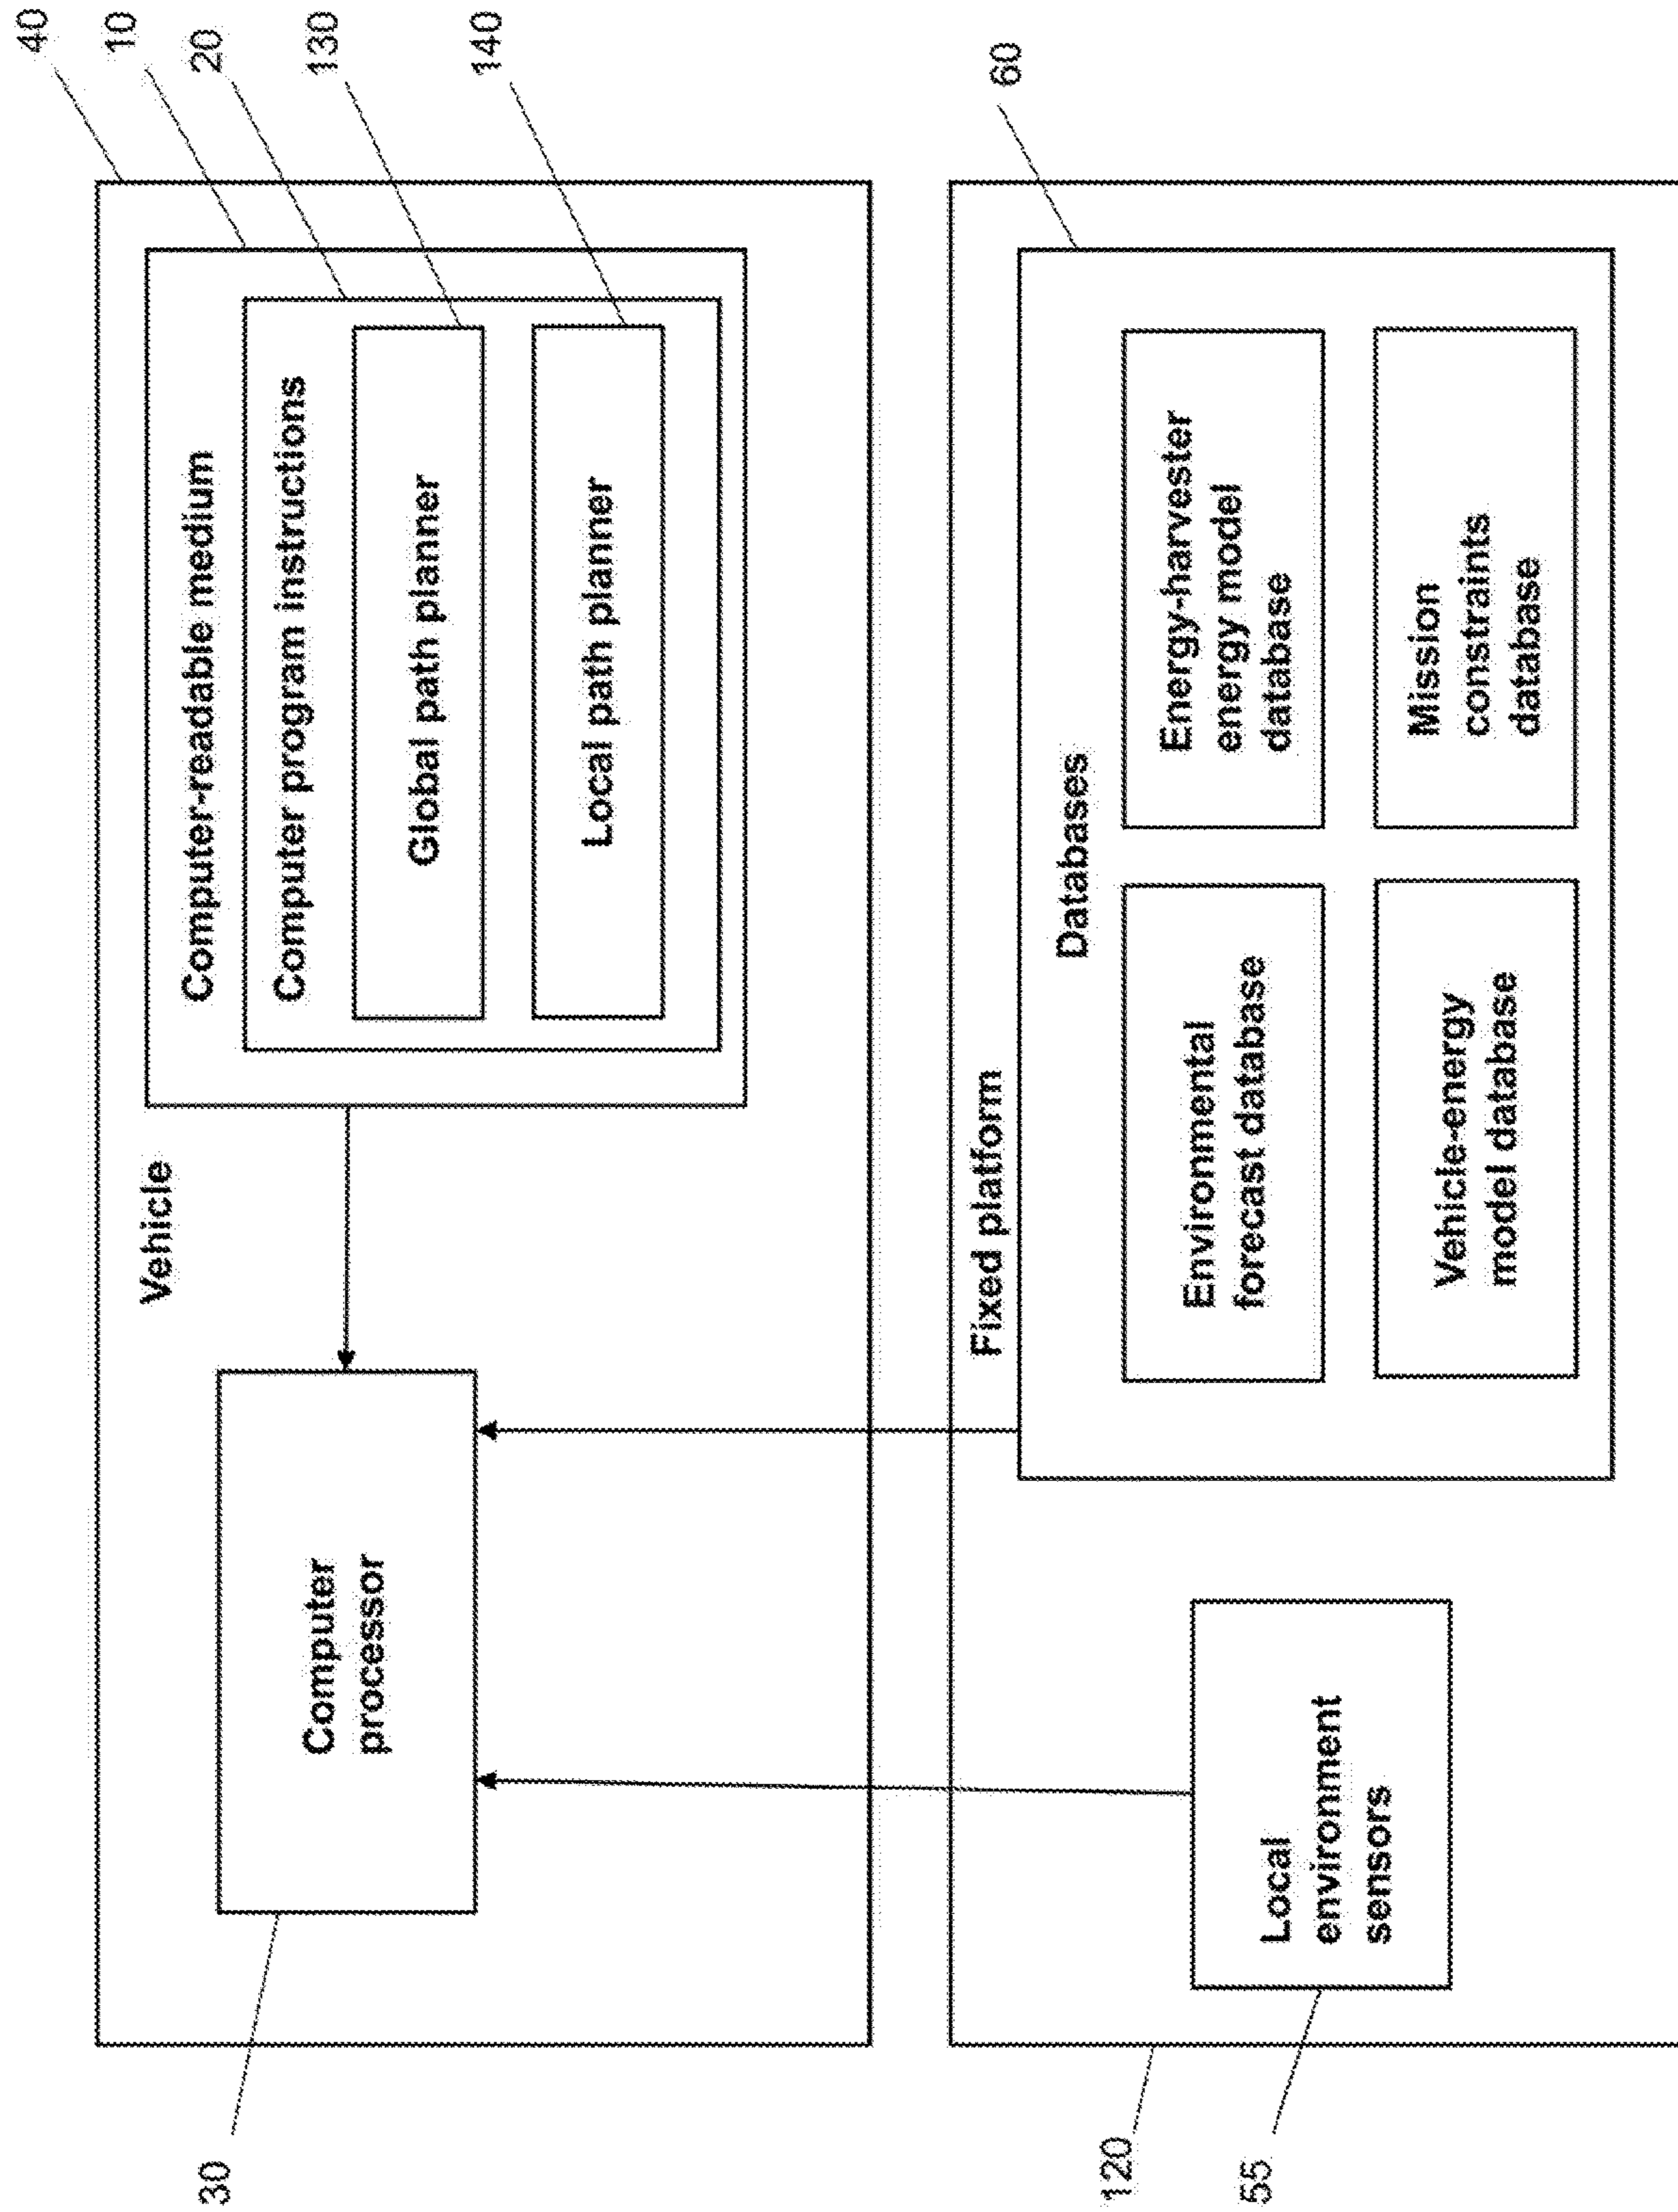 40
10
20
130
140
Vehicle
Computer-readable medium
Computer program instructions
Global path planner
Local path planner
Computer
processor
30
60
Fixed platform
Databases
Environmental
forecast database
Energy-harvester
energy model
database
Vehicle-energy
model database
Mission
constraints
database
Local
environment
sensors
120
55